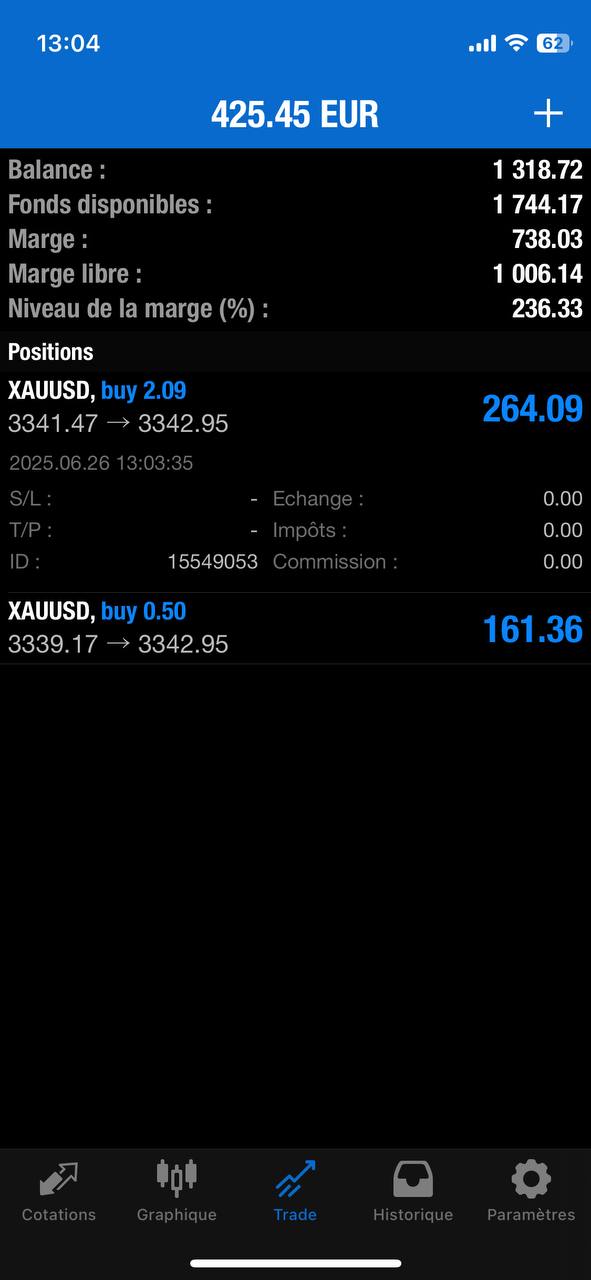 13:04
62
425.45 EUR
Balance : 1 318.72
Fonds disponibles : 1 744.17
Marge : 738.03
Marge libre : 1 006.14
Niveau de la marge (%) : 236.33
Positions
XAUUSD, buy 2.09 264.09
3341.47 → 3342.95
2025.06.26 13:03:35
S/L : - Echange : 0.00
T/P : - Impôts : 0.00
ID : 15549053 Commission : 0.00
XAUUSD, buy 0.50 161.36
3339.17 → 3342.95
Cotations Graphique Trade Historique Paramètres